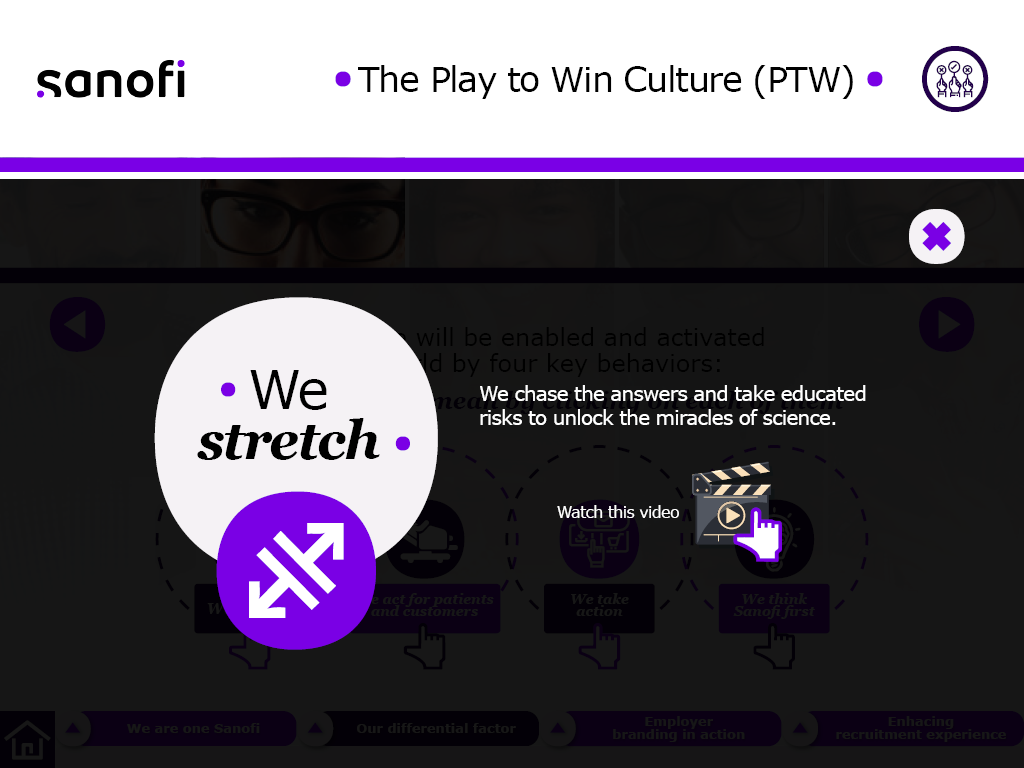 sanofi
The Play to Win Culture (PTW)
will be enabled and activated
ld by four key behaviors:
We
stretch
We chase the answers and take educated
risks to unlock the miracles of science.
Watch this video
act for patients
and customers
We take
action
We think
Sanofi first
We are one Sanofi
Our differential factor
Employer
branding in action
Enhacing
recruitment experience